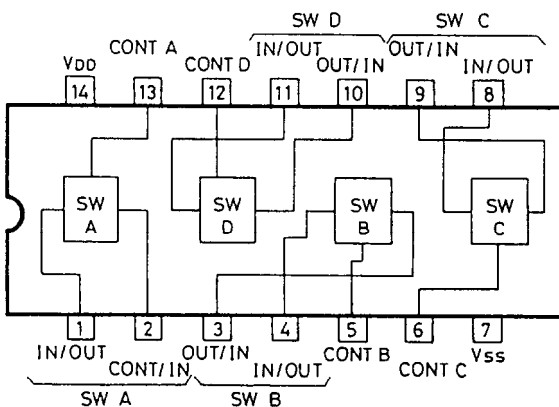 SW D SW C
CONT A IN/OUT OUT/IN
VDD CONT D OUT/IN IN/OUT
14 13 12 11 10 9 8
SW A
SW D
SW B
SW C
1 2 3 4 5 6 7
IN/OUT OUT/IN CONT B VSS
CONT/IN IN/OUT CONT C
SW A SW B